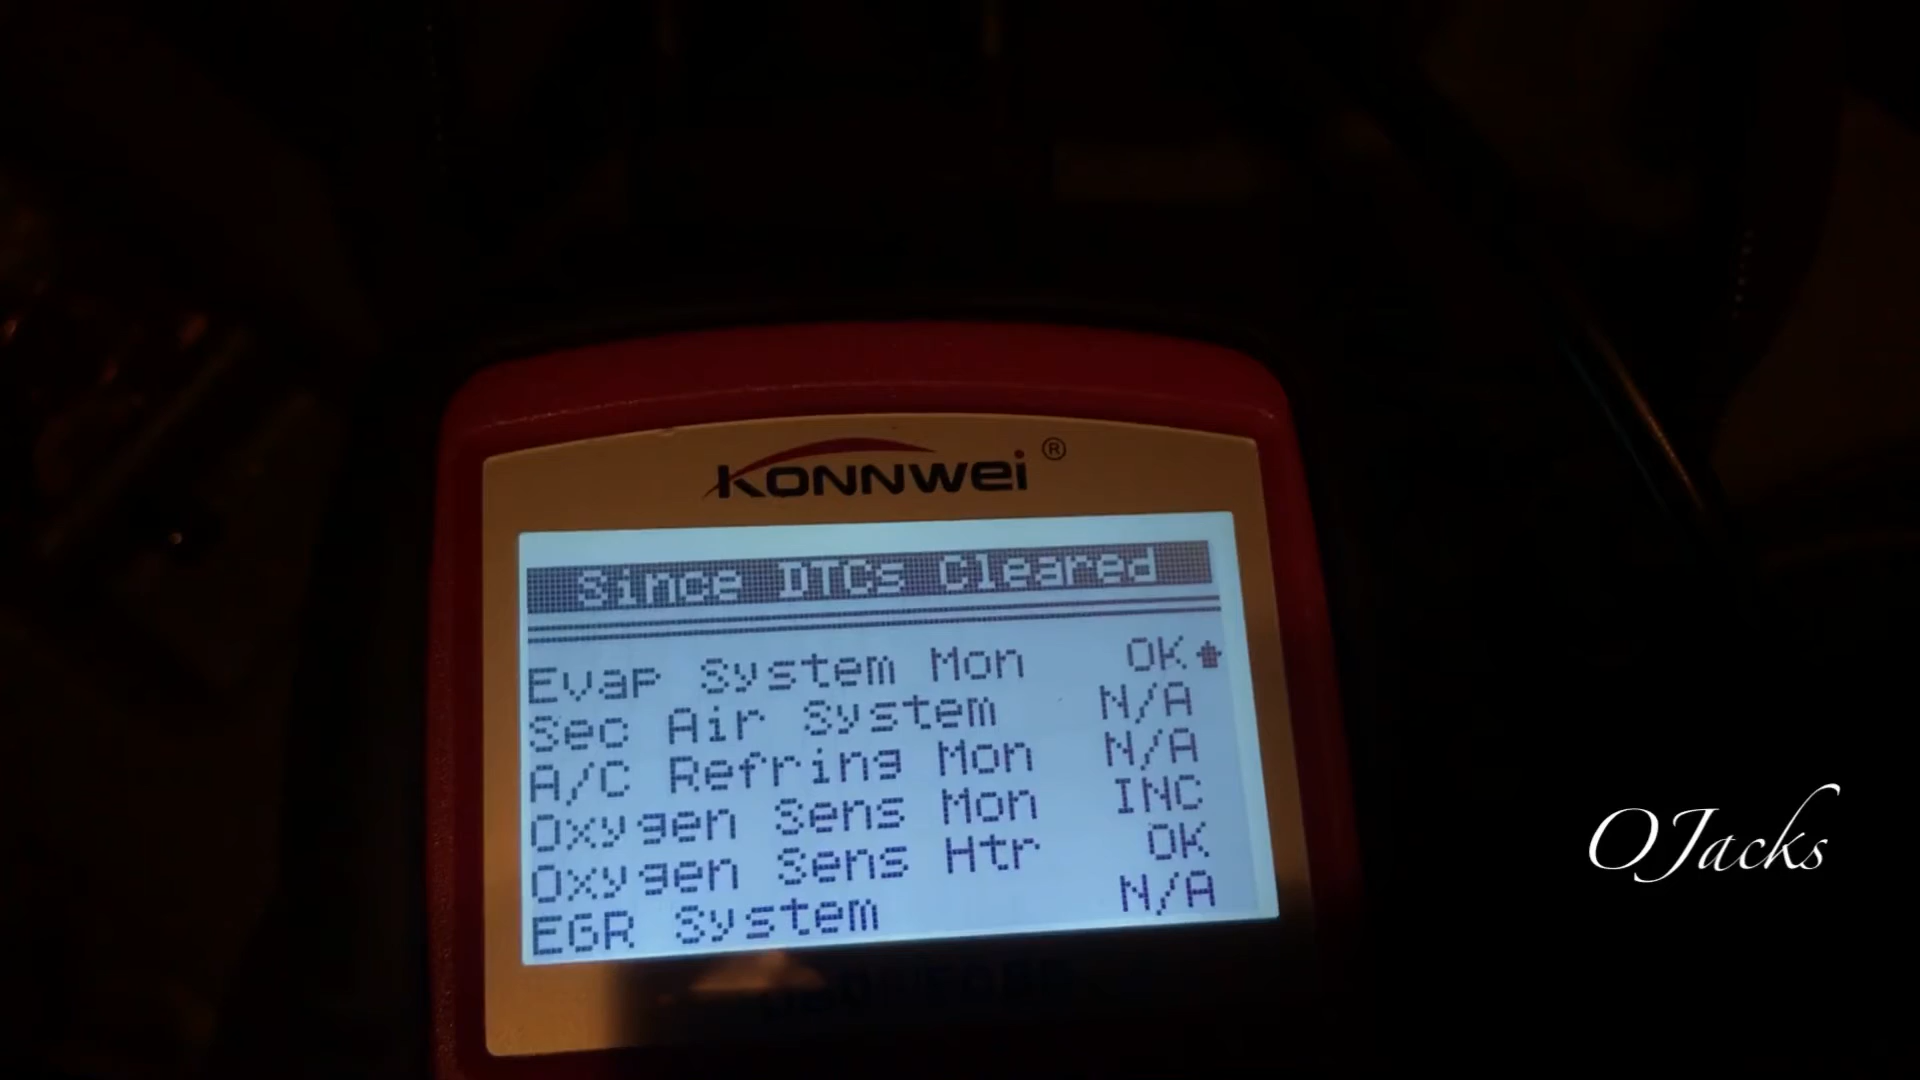 KONNWEI ®
Since DTCs Cleared
Evap System Mon OK
Sec Air System N/A
A/C Refring Mon N/A
Oxygen Sens Mon INC
Oxygen Sens Htr OK
EGR System N/A
OJacks